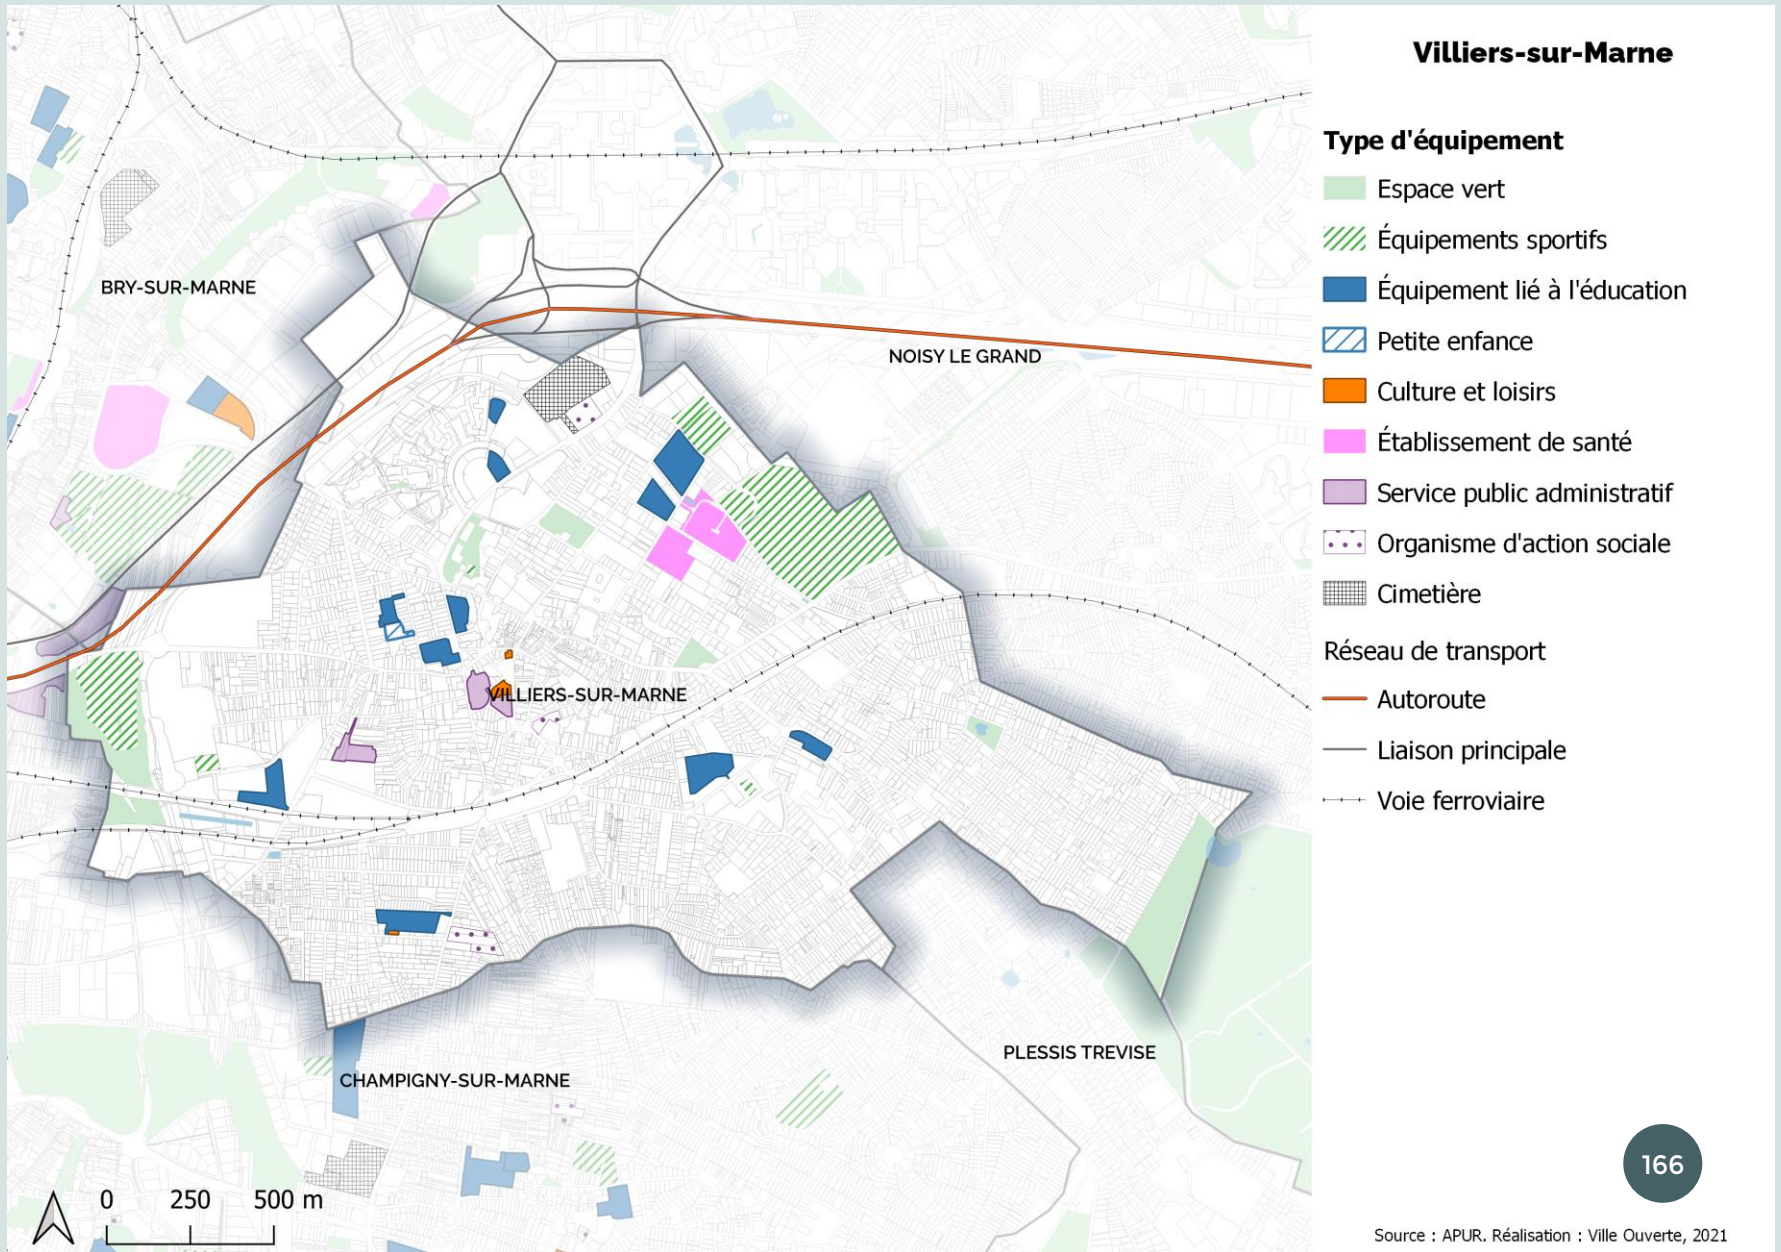 Villiers-sur-Marne
Type d'équipement
Espace vert
Équipements sportifs
Équipement lié à l'éducation
Petite enfance
Culture et loisirs
Établissement de santé
Service public administratif
Organisme d'action sociale
Cimetière
Réseau de transport
Autoroute
Liaison principale
Voie ferroviaire
BRY-SUR-MARNE
NOISY LE GRAND
VILLIERS-SUR-MARNE
PLESSIS TREVISE
CHAMPIGNY-SUR-MARNE
0 250 500 m
166
Source : APUR. Réalisation : Ville Ouverte, 2021